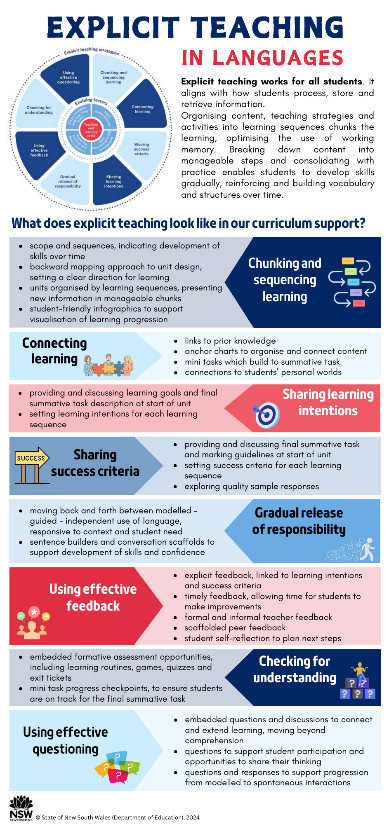 EXPLICIT TEACHING
IN LANGUAGES
Explicit teaching strategies
Using effective questioning
Chunking and sequencing learning
Connecting learning
Sharing success criteria
Sharing learning intentions
Gradual release of responsibility
Using effective feedback
Checking for understanding
Enabling factors
Teaching and learning cycle
Explicit teaching works for all students. It
aligns with how students process, store and
retrieve information.
Organising content, teaching strategies and
activities into learning sequences chunks the
learning, optimising the use of working
memory. Breaking down content into
manageable steps and consolidating with
practice enables students to develop skills
gradually, reinforcing and building vocabulary
and structures over time.
What does explicit teaching look like in our curriculum support?
• scope and sequences, indicating development of
skills over time
• backward mapping approach to unit design,
setting a clear direction for learning
• units organised by learning sequences, presenting
new information in manageable chunks
• student-friendly infographics to support
visualisation of learning progression
Chunking and
sequencing
learning
Connecting
learning
• links to prior knowledge
• anchor charts to organise and connect content
• mini tasks which build to summative task
• connections to students' personal worlds
• providing and discussing learning goals and final
summative task description at start of unit
• setting learning intentions for each learning
sequence
Sharing learning
intentions
SUCCESS
Sharing
success criteria
• providing and discussing final summative task
and marking guidelines at start of unit
• setting success criteria for each learning
sequence
• exploring quality sample responses
• moving back and forth between modelled –
guided – independent use of language,
responsive to context and student need
• sentence builders and conversation scaffolds to
support development of skills and confidence
Gradual release
of responsibility
Using effective
feedback
• explicit feedback, linked to learning intentions
and success criteria
• timely feedback, allowing time for students to
make improvements
• formal and informal teacher feedback
• scaffolded peer feedback
• student self-reflection to plan next steps
• embedded formative assessment opportunities,
including learning routines, games, quizzes and
exit tickets
• mini task progress checkpoints, to ensure students
are on track for the final summative task
Checking for
understanding
Using effective
questioning
• embedded questions and discussions to connect
and extend learning, moving beyond
comprehension
• questions to support student participation and
opportunities to share their thinking
• questions and responses to support progression
from modelled to spontaneous interactions
NSW
© State of New South Wales (Department of Education), 2024